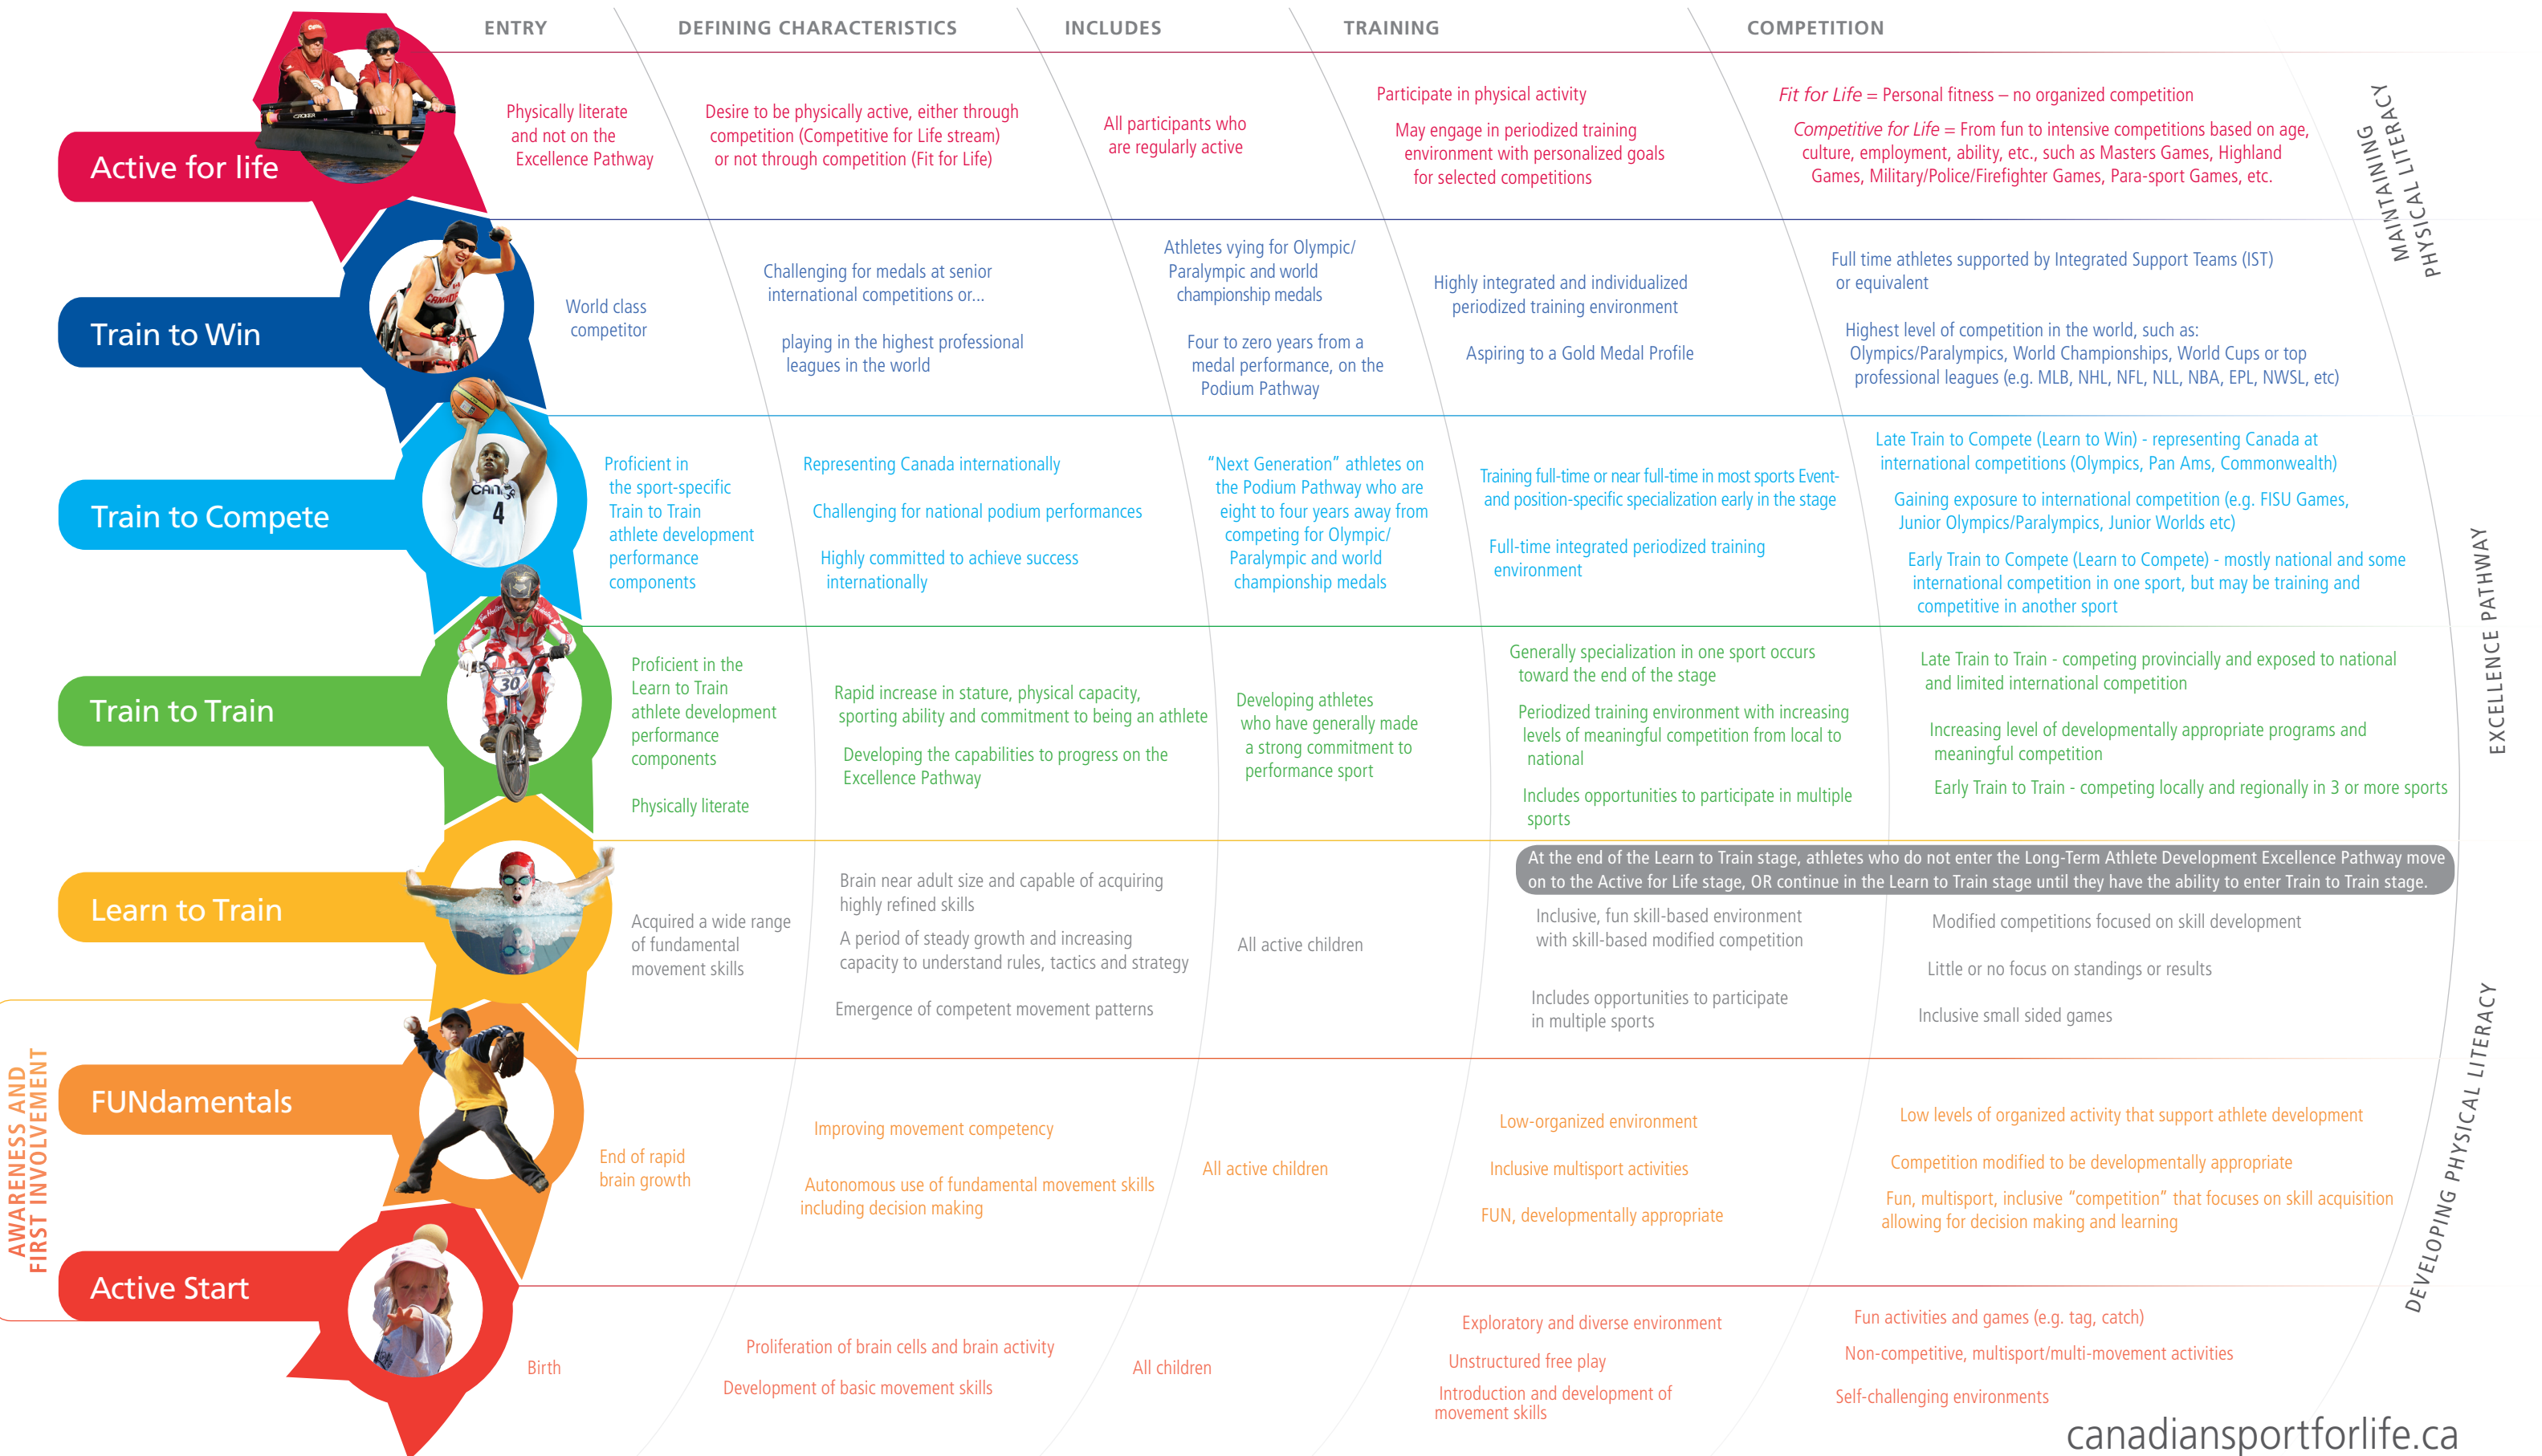 ENTRY
DEFINING CHARACTERISTICS
INCLUDES
TRAINING
COMPETITION
Active for life
Physically literate
and not on the
Excellence Pathway
Desire to be physically active, either through
competition (Competitive for Life stream)
or not through competition (Fit for Life)
All participants who
are regularly active
Participate in physical activity
May engage in periodized training
environment with personalized goals
for selected competitions
Fit for Life = Personal fitness – no organized competition
Competitive for Life = From fun to intensive competitions based on age,
culture, employment, ability, etc., such as Masters Games, Highland
Games, Military/Police/Firefighter Games, Para-sport Games, etc.
MAINTAINING
PHYSICAL LITERACY
Train to Win
World class
competitor
Challenging for medals at senior
international competitions or...
playing in the highest professional
leagues in the world
Athletes vying for Olympic/
Paralympic and world
championship medals
Four to zero years from a
medal performance, on the
Podium Pathway
Highly integrated and individualized
periodized training environment
Aspiring to a Gold Medal Profile
Full time athletes supported by Integrated Support Teams (IST)
or equivalent
Highest level of competition in the world, such as:
Olympics/Paralympics, World Championships, World Cups or top
professional leagues (e.g. MLB, NHL, NFL, NLL, NBA, EPL, NWSL, etc)
Train to Compete
4
Proficient in
the sport-specific
Train to Train
athlete development
performance
components
Representing Canada internationally
Challenging for national podium performances
Highly committed to achieve success
internationally
“Next Generation” athletes on
the Podium Pathway who are
eight to four years away from
competing for Olympic/
Paralympic and world
championship medals
Training full-time or near full-time in most sports Event-
and position-specific specialization early in the stage
Full-time integrated periodized training
environment
Late Train to Compete (Learn to Win) - representing Canada at
international competitions (Olympics, Pan Ams, Commonwealth)
Gaining exposure to international competition (e.g. FISU Games,
Junior Olympics/Paralympics, Junior Worlds etc)
Early Train to Compete (Learn to Compete) - mostly national and some
international competition in one sport, but may be training and
competitive in another sport
EXCELLENCE PATHWAY
Train to Train
30
Proficient in the
Learn to Train
athlete development
performance
components
Physically literate
Rapid increase in stature, physical capacity,
sporting ability and commitment to being an athlete
Developing the capabilities to progress on the
Excellence Pathway
Developing athletes
who have generally made
a strong commitment to
performance sport
Generally specialization in one sport occurs
toward the end of the stage
Periodized training environment with increasing
levels of meaningful competition from local to
national
Includes opportunities to participate in multiple
sports
Late Train to Train - competing provincially and exposed to national
and limited international competition
Increasing level of developmentally appropriate programs and
meaningful competition
Early Train to Train - competing locally and regionally in 3 or more sports
At the end of the Learn to Train stage, athletes who do not enter the Long-Term Athlete Development Excellence Pathway move
on to the Active for Life stage, OR continue in the Learn to Train stage until they have the ability to enter Train to Train stage.
Learn to Train
Acquired a wide range
of fundamental
movement skills
Brain near adult size and capable of acquiring
highly refined skills
A period of steady growth and increasing
capacity to understand rules, tactics and strategy
Emergence of competent movement patterns
All active children
Inclusive, fun skill-based environment
with skill-based modified competition
Includes opportunities to participate
in multiple sports
Modified competitions focused on skill development
Little or no focus on standings or results
Inclusive small sided games
DEVELOPING PHYSICAL LITERACY
AWARENESS AND
FIRST INVOLVEMENT
FUNdamentals
End of rapid
brain growth
Improving movement competency
Autonomous use of fundamental movement skills
including decision making
All active children
Low-organized environment
Inclusive multisport activities
FUN, developmentally appropriate
Low levels of organized activity that support athlete development
Competition modified to be developmentally appropriate
Fun, multisport, inclusive “competition” that focuses on skill acquisition
allowing for decision making and learning
Active Start
Birth
Proliferation of brain cells and brain activity
Development of basic movement skills
All children
Exploratory and diverse environment
Unstructured free play
Introduction and development of
movement skills
Fun activities and games (e.g. tag, catch)
Non-competitive, multisport/multi-movement activities
Self-challenging environments
canadiansportforlife.ca